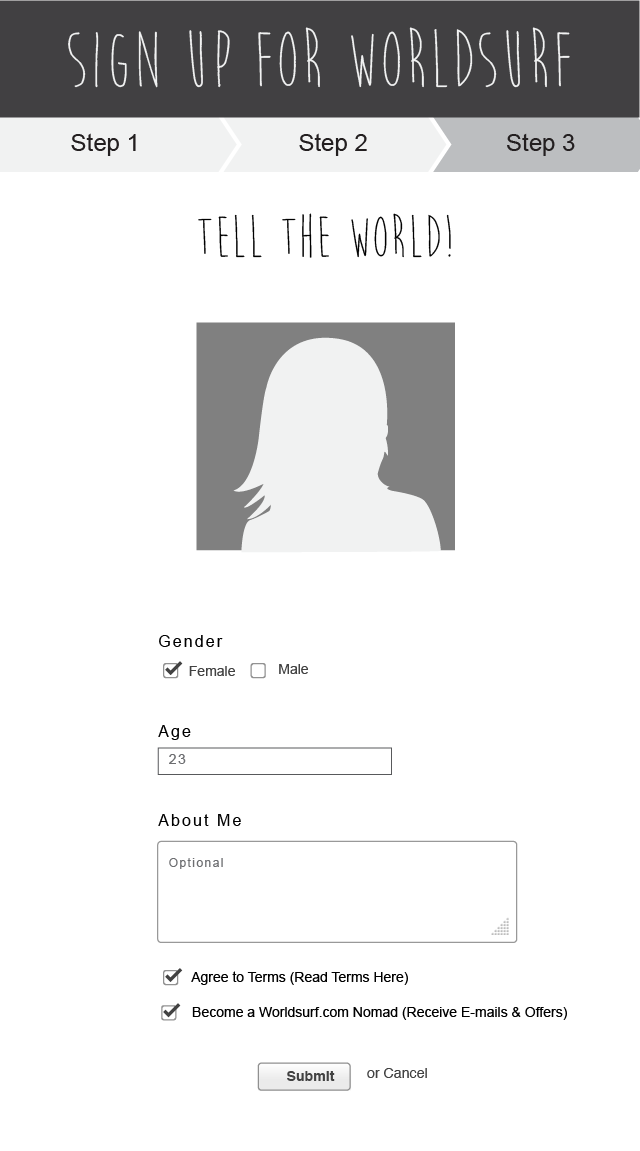 SIGN UP FOR WORLDSURF
Step 1 Step 2 Step 3
TELL THE WORLD!
Gender
Female Male
Age
23
About Me
Optional
Agree to Terms (Read Terms Here)
Become a Worldsurf.com Nomad (Receive E-mails & Offers)
Submit or Cancel